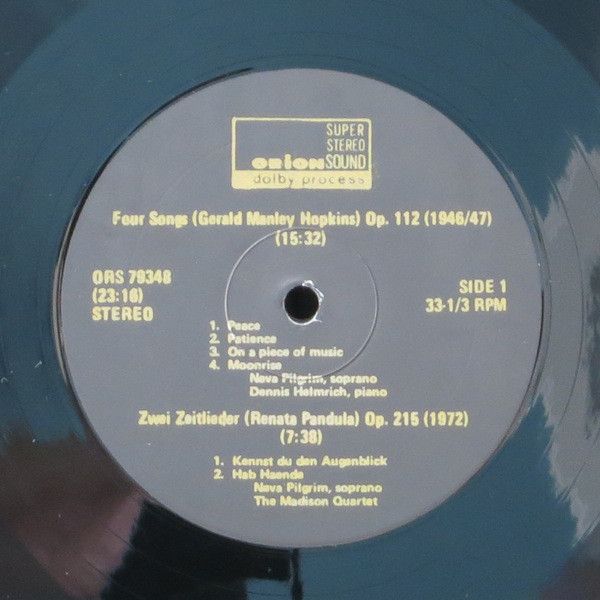 SUPER
STEREO
orion SOUND
dolby process
Four Songs (Gerald Manley Hopkins) Op. 112 (1946/47)
(15:32)
ORS 79348
(23:16)
STEREO
SIDE 1
33-1/3 RPM
1. Peace
2. Patience
3. On a piece of music
4. Moonrise
Neva Pilgrim, soprano
Dennis Helmrich, piano
Zwei Zeitlieder (Renata Pandula) Op. 215 (1972)
(7:38)
1. Kennst du den Augenblick
2. Hab Haende
Neva Pilgrim, soprano
The Madison Quartet